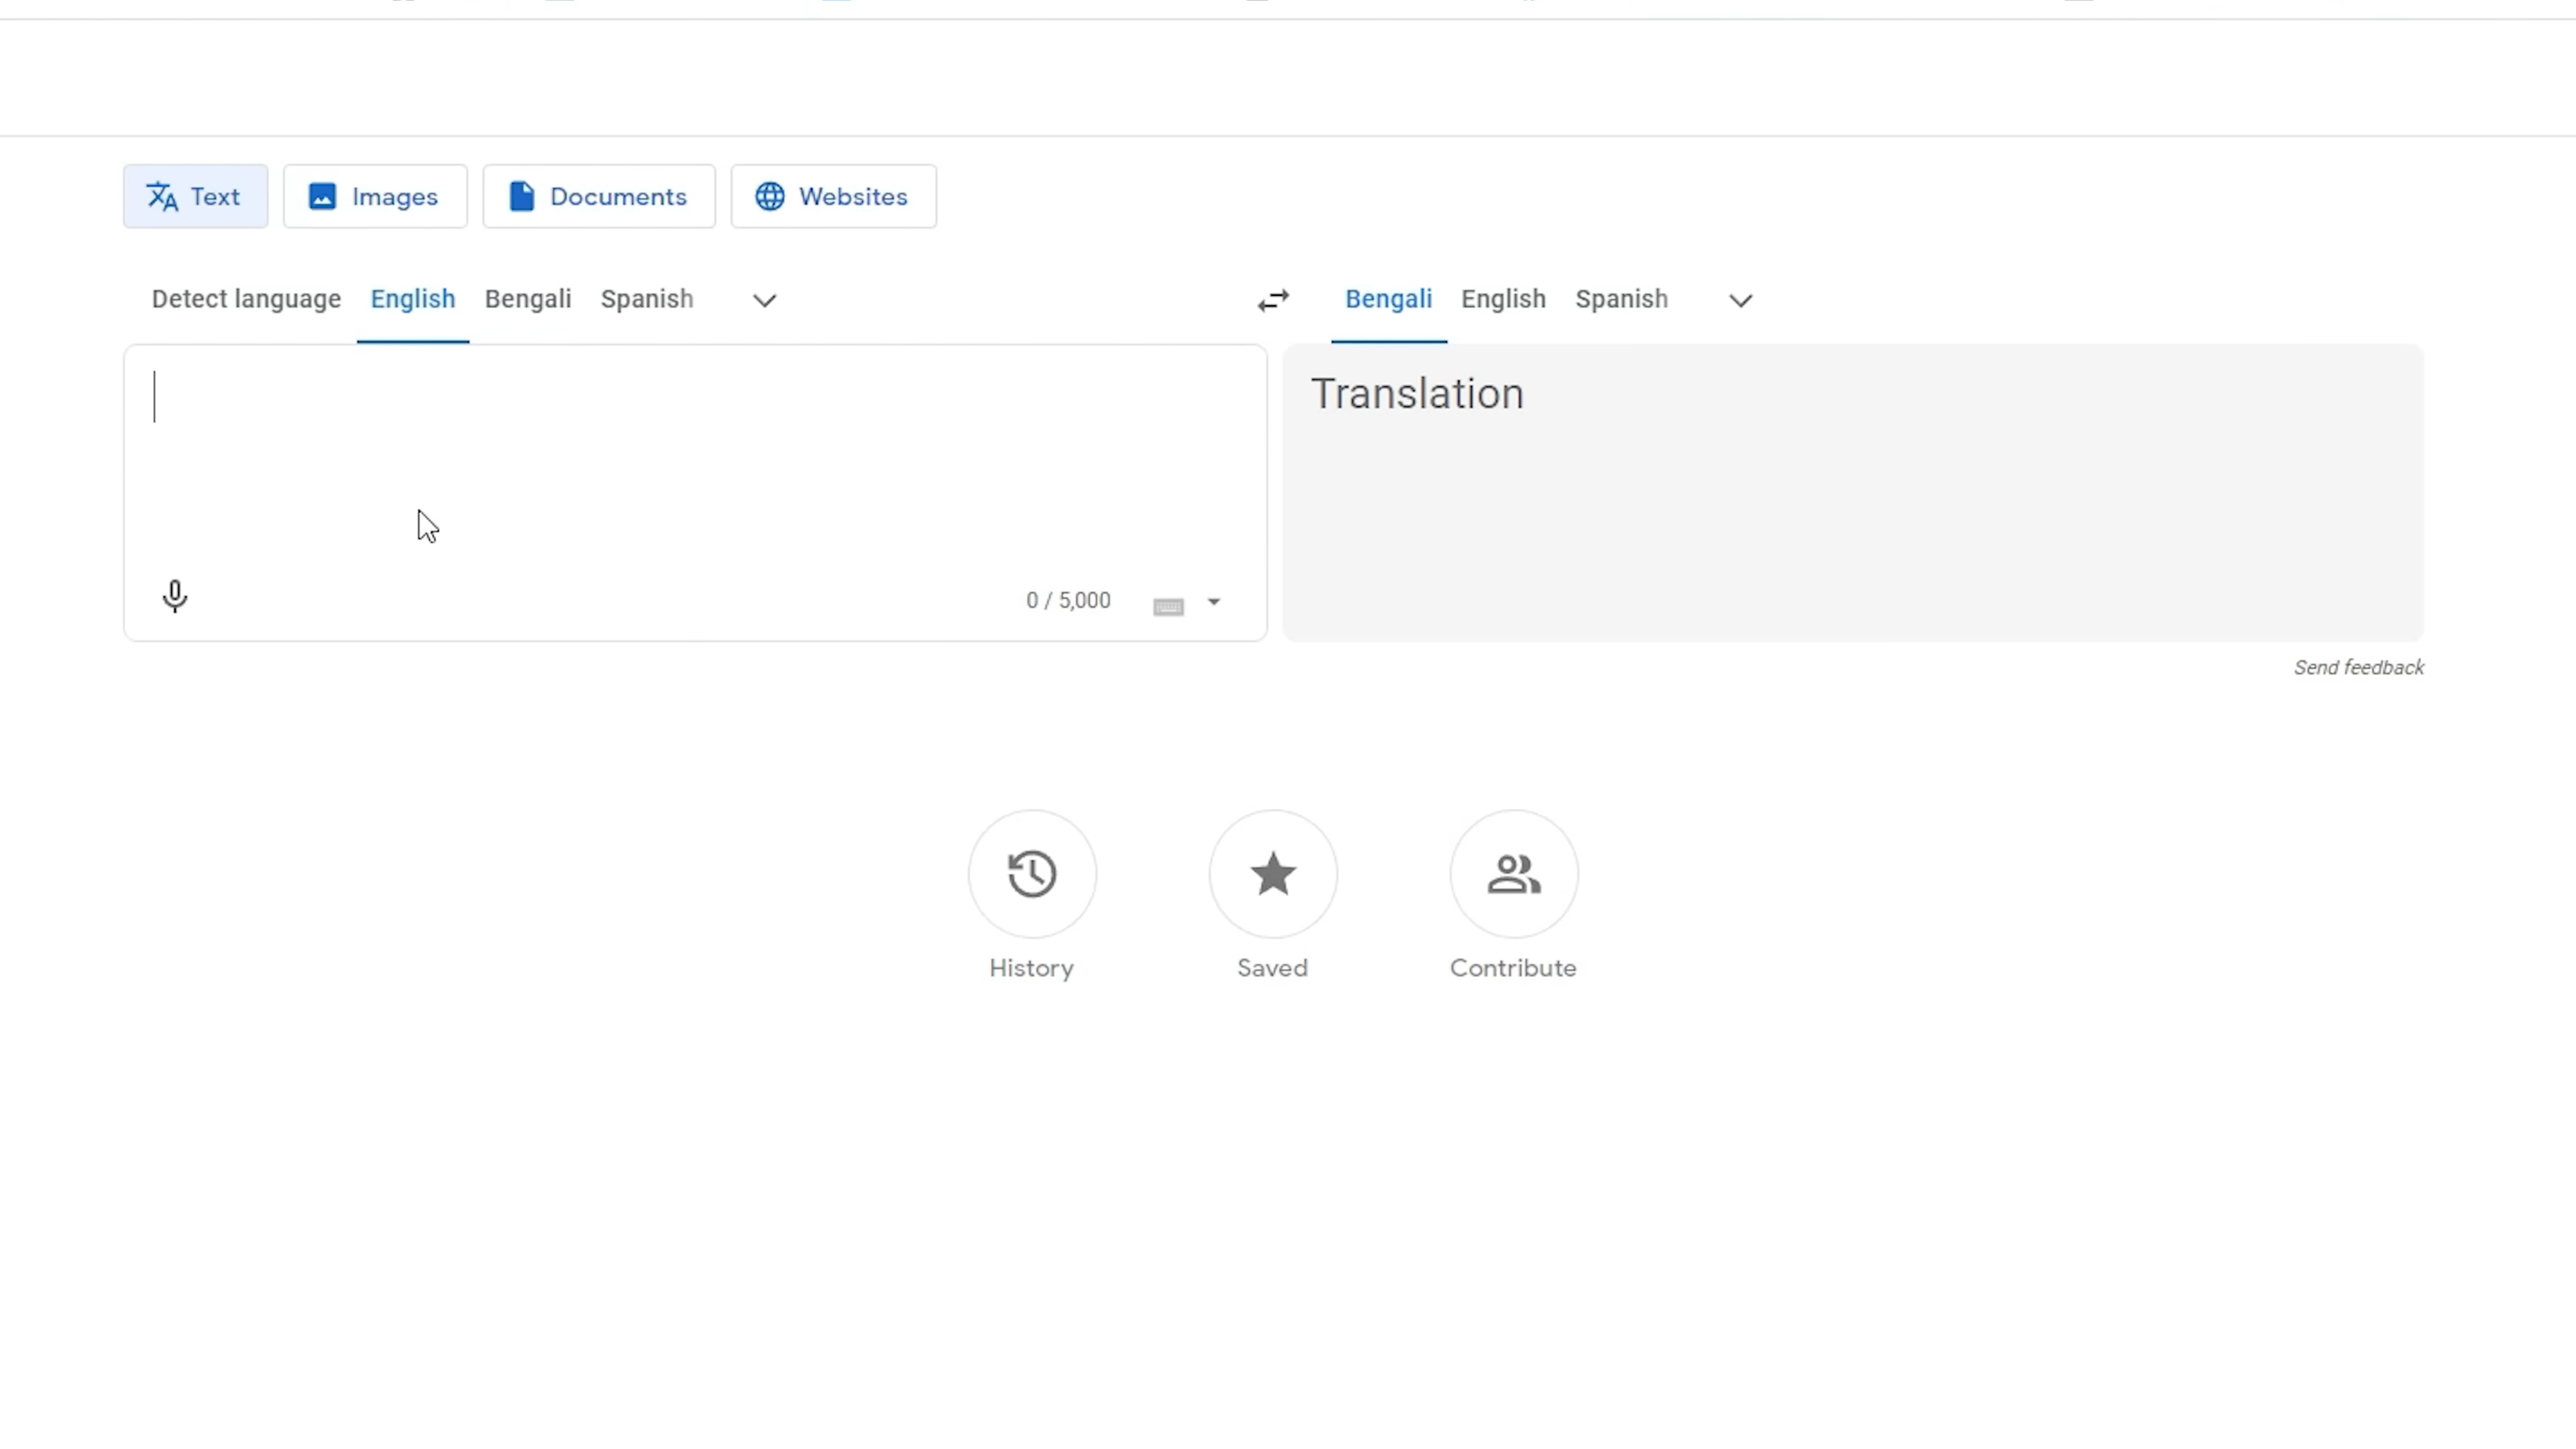 Text Images Documents Websites
Detect language English Bengali Spanish Bengali English Spanish
Translation
0 / 5,000
Send feedback
History Saved Contribute